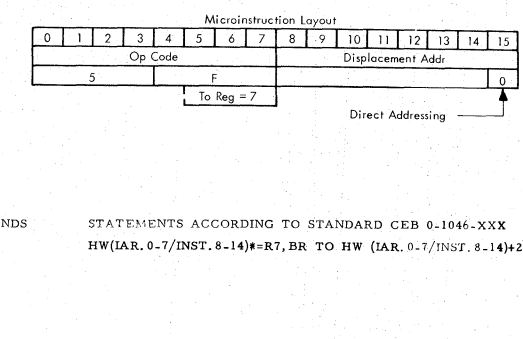 Microinstruction Layout
0 1 2 3 4 5 6 7 8 9 10 11 12 13 14 15
Op Code Displacement Addr
5 F 0
To Reg = 7
Direct Addressing
NDS STATEMENTS ACCORDING TO STANDARD CEB 0-1046-XXX
HW(IAR.0-7/INST.8-14)*=R7,BR TO HW (IAR.0-7/INST.8-14)+2